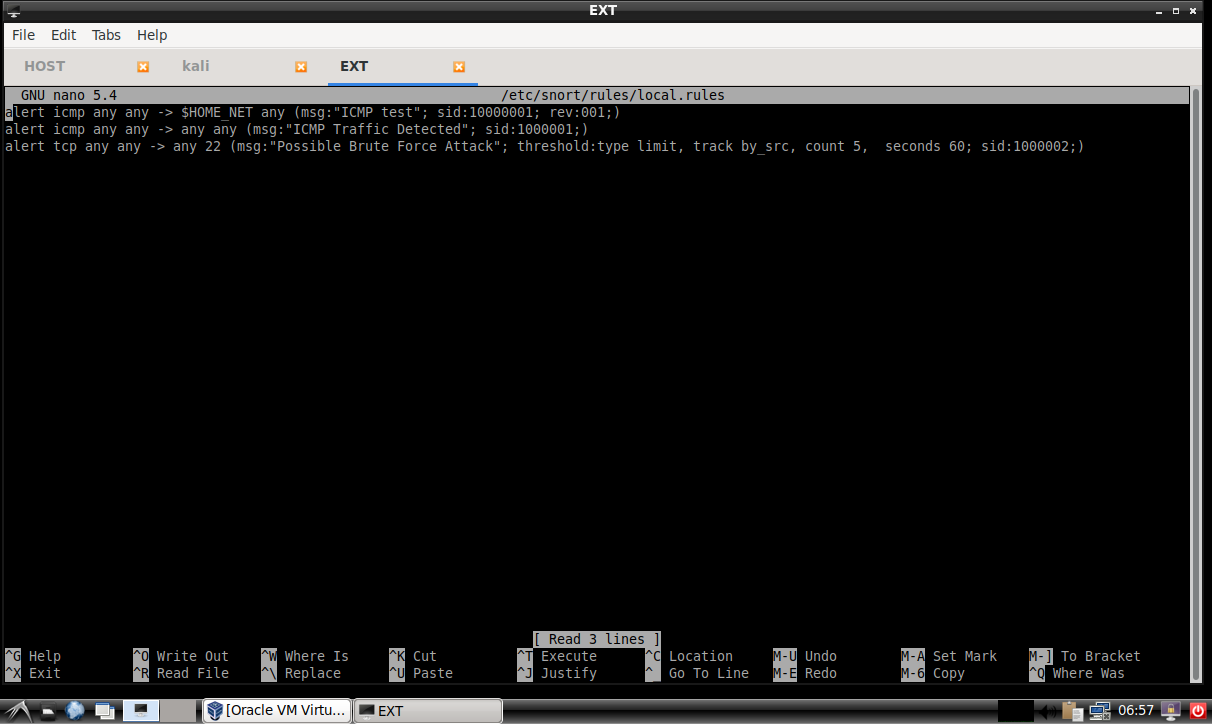 EXT
File Edit Tabs Help
HOST kali EXT
GNU nano 5.4 /etc/snort/rules/local.rules
alert icmp any any -> $HOME_NET any (msg:"ICMP test"; sid:10000001; rev:001;)
alert icmp any any -> any any (msg:"ICMP Traffic Detected"; sid:1000001;)
alert tcp any any -> any 22 (msg:"Possible Brute Force Attack"; threshold:type limit, track by_src, count 5,  seconds 60; sid:1000002;)
[ Read 3 lines ]
^G Help ^O Write Out ^W Where Is ^K Cut ^T Execute ^C Location M-U Undo M-A Set Mark M-] To Bracket
^X Exit ^R Read File ^\ Replace ^U Paste ^J Justify ^_ Go To Line M-E Redo M-6 Copy ^Q Where Was
[Oracle VM Virtu... EXT 06:57